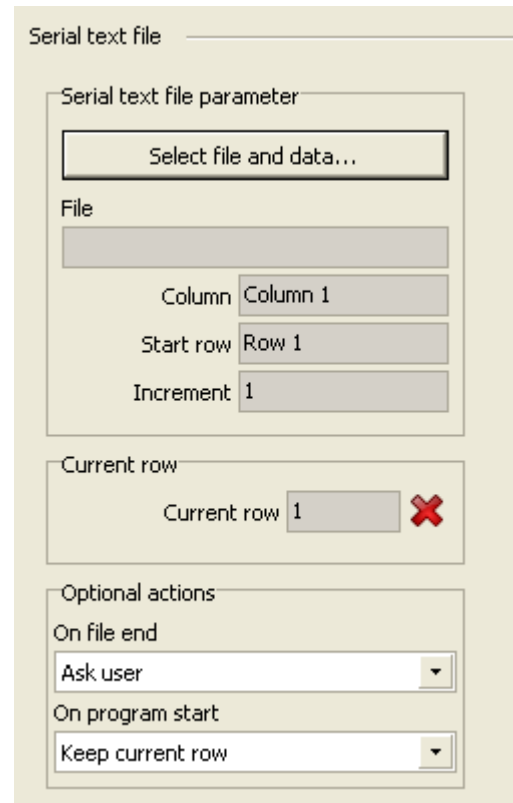 Serial text file
Serial text file parameter
Select file and data...
File
Column Column 1
Start row Row 1
Increment 1
Current row
Current row 1
Optional actions
On file end
Ask user
On program start
Keep current row